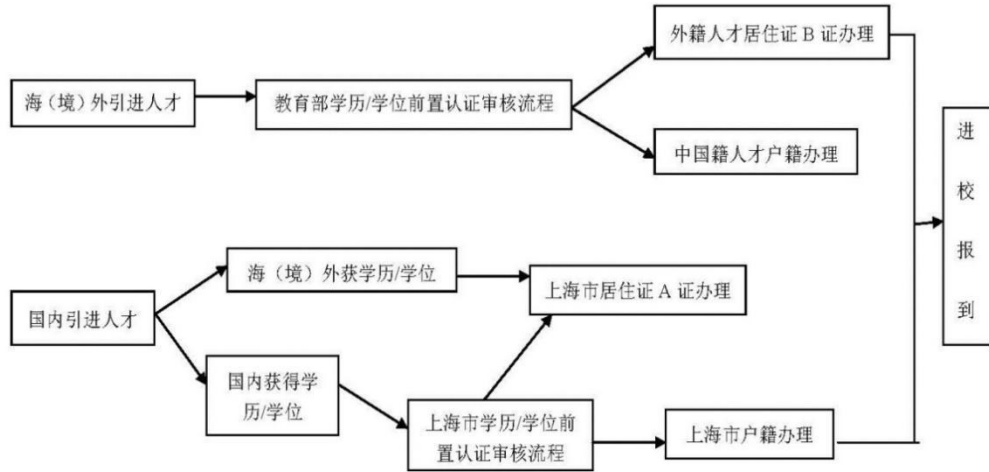 外籍人才居住证 B 证办理
海（境）外引进人才
教育部学历/学位前置认证审核流程
中国籍人才户籍办理
进
校
报
到
海（境）外获学历/学位
上海市居住证 A 证办理
国内引进人才
国内获得学
历/学位
上海市学历/学位前
置认证审核流程
上海市户籍办理